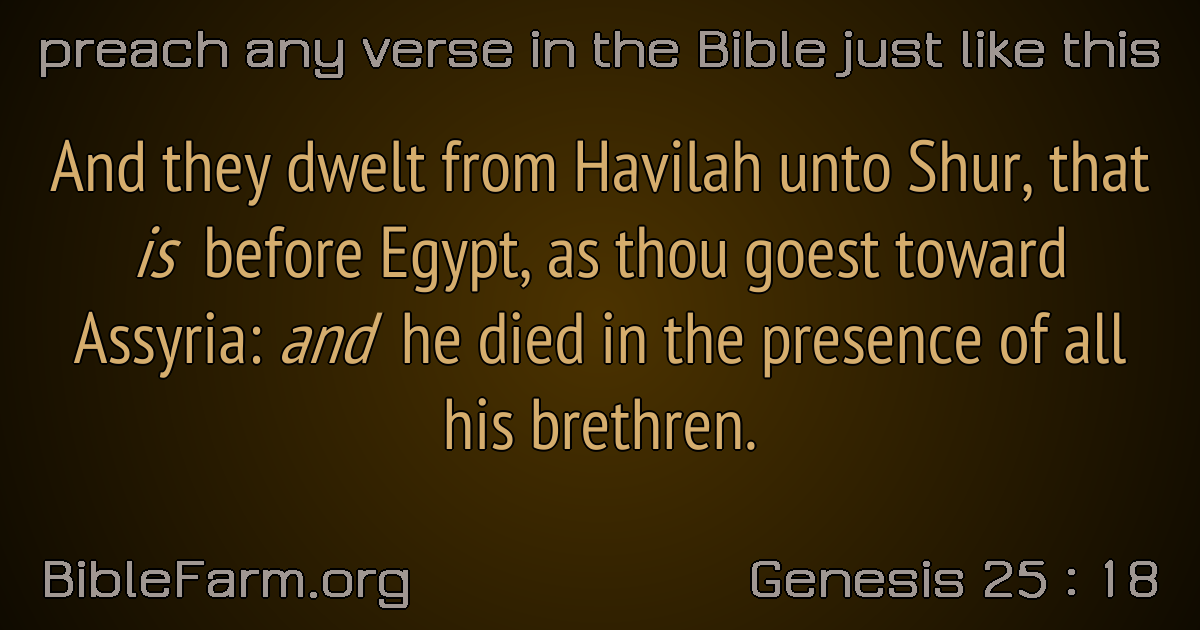 preach any verse in the Bible just like this
And they dwelt from Havilah unto Shur, that
is before Egypt, as thou goest toward
Assyria: and he died in the presence of all
his brethren.
BibleFarm.org
Genesis 25 : 18